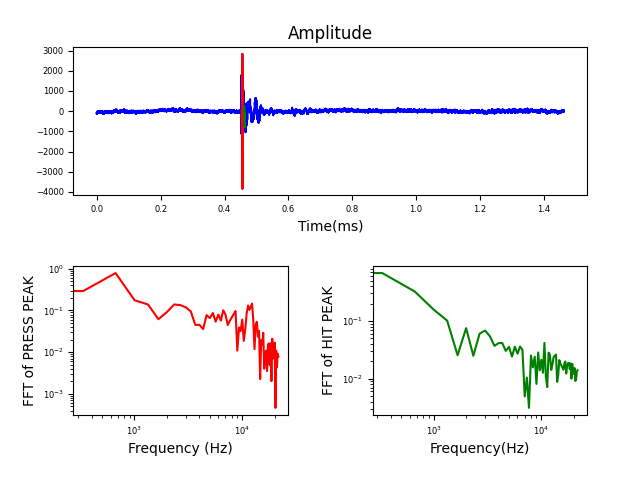 Amplitude
3000
2000
1000
0
−1000
−2000
−3000
−4000
0.0 0.2 0.4 0.6 0.8 1.0 1.2 1.4
Time(ms)
FFT of PRESS PEAK
10⁰
10⁻¹
10⁻²
10⁻³
10³ 10⁴
Frequency (Hz)
FFT of HIT PEAK
10⁻¹
10⁻²
10³ 10⁴
Frequency(Hz)